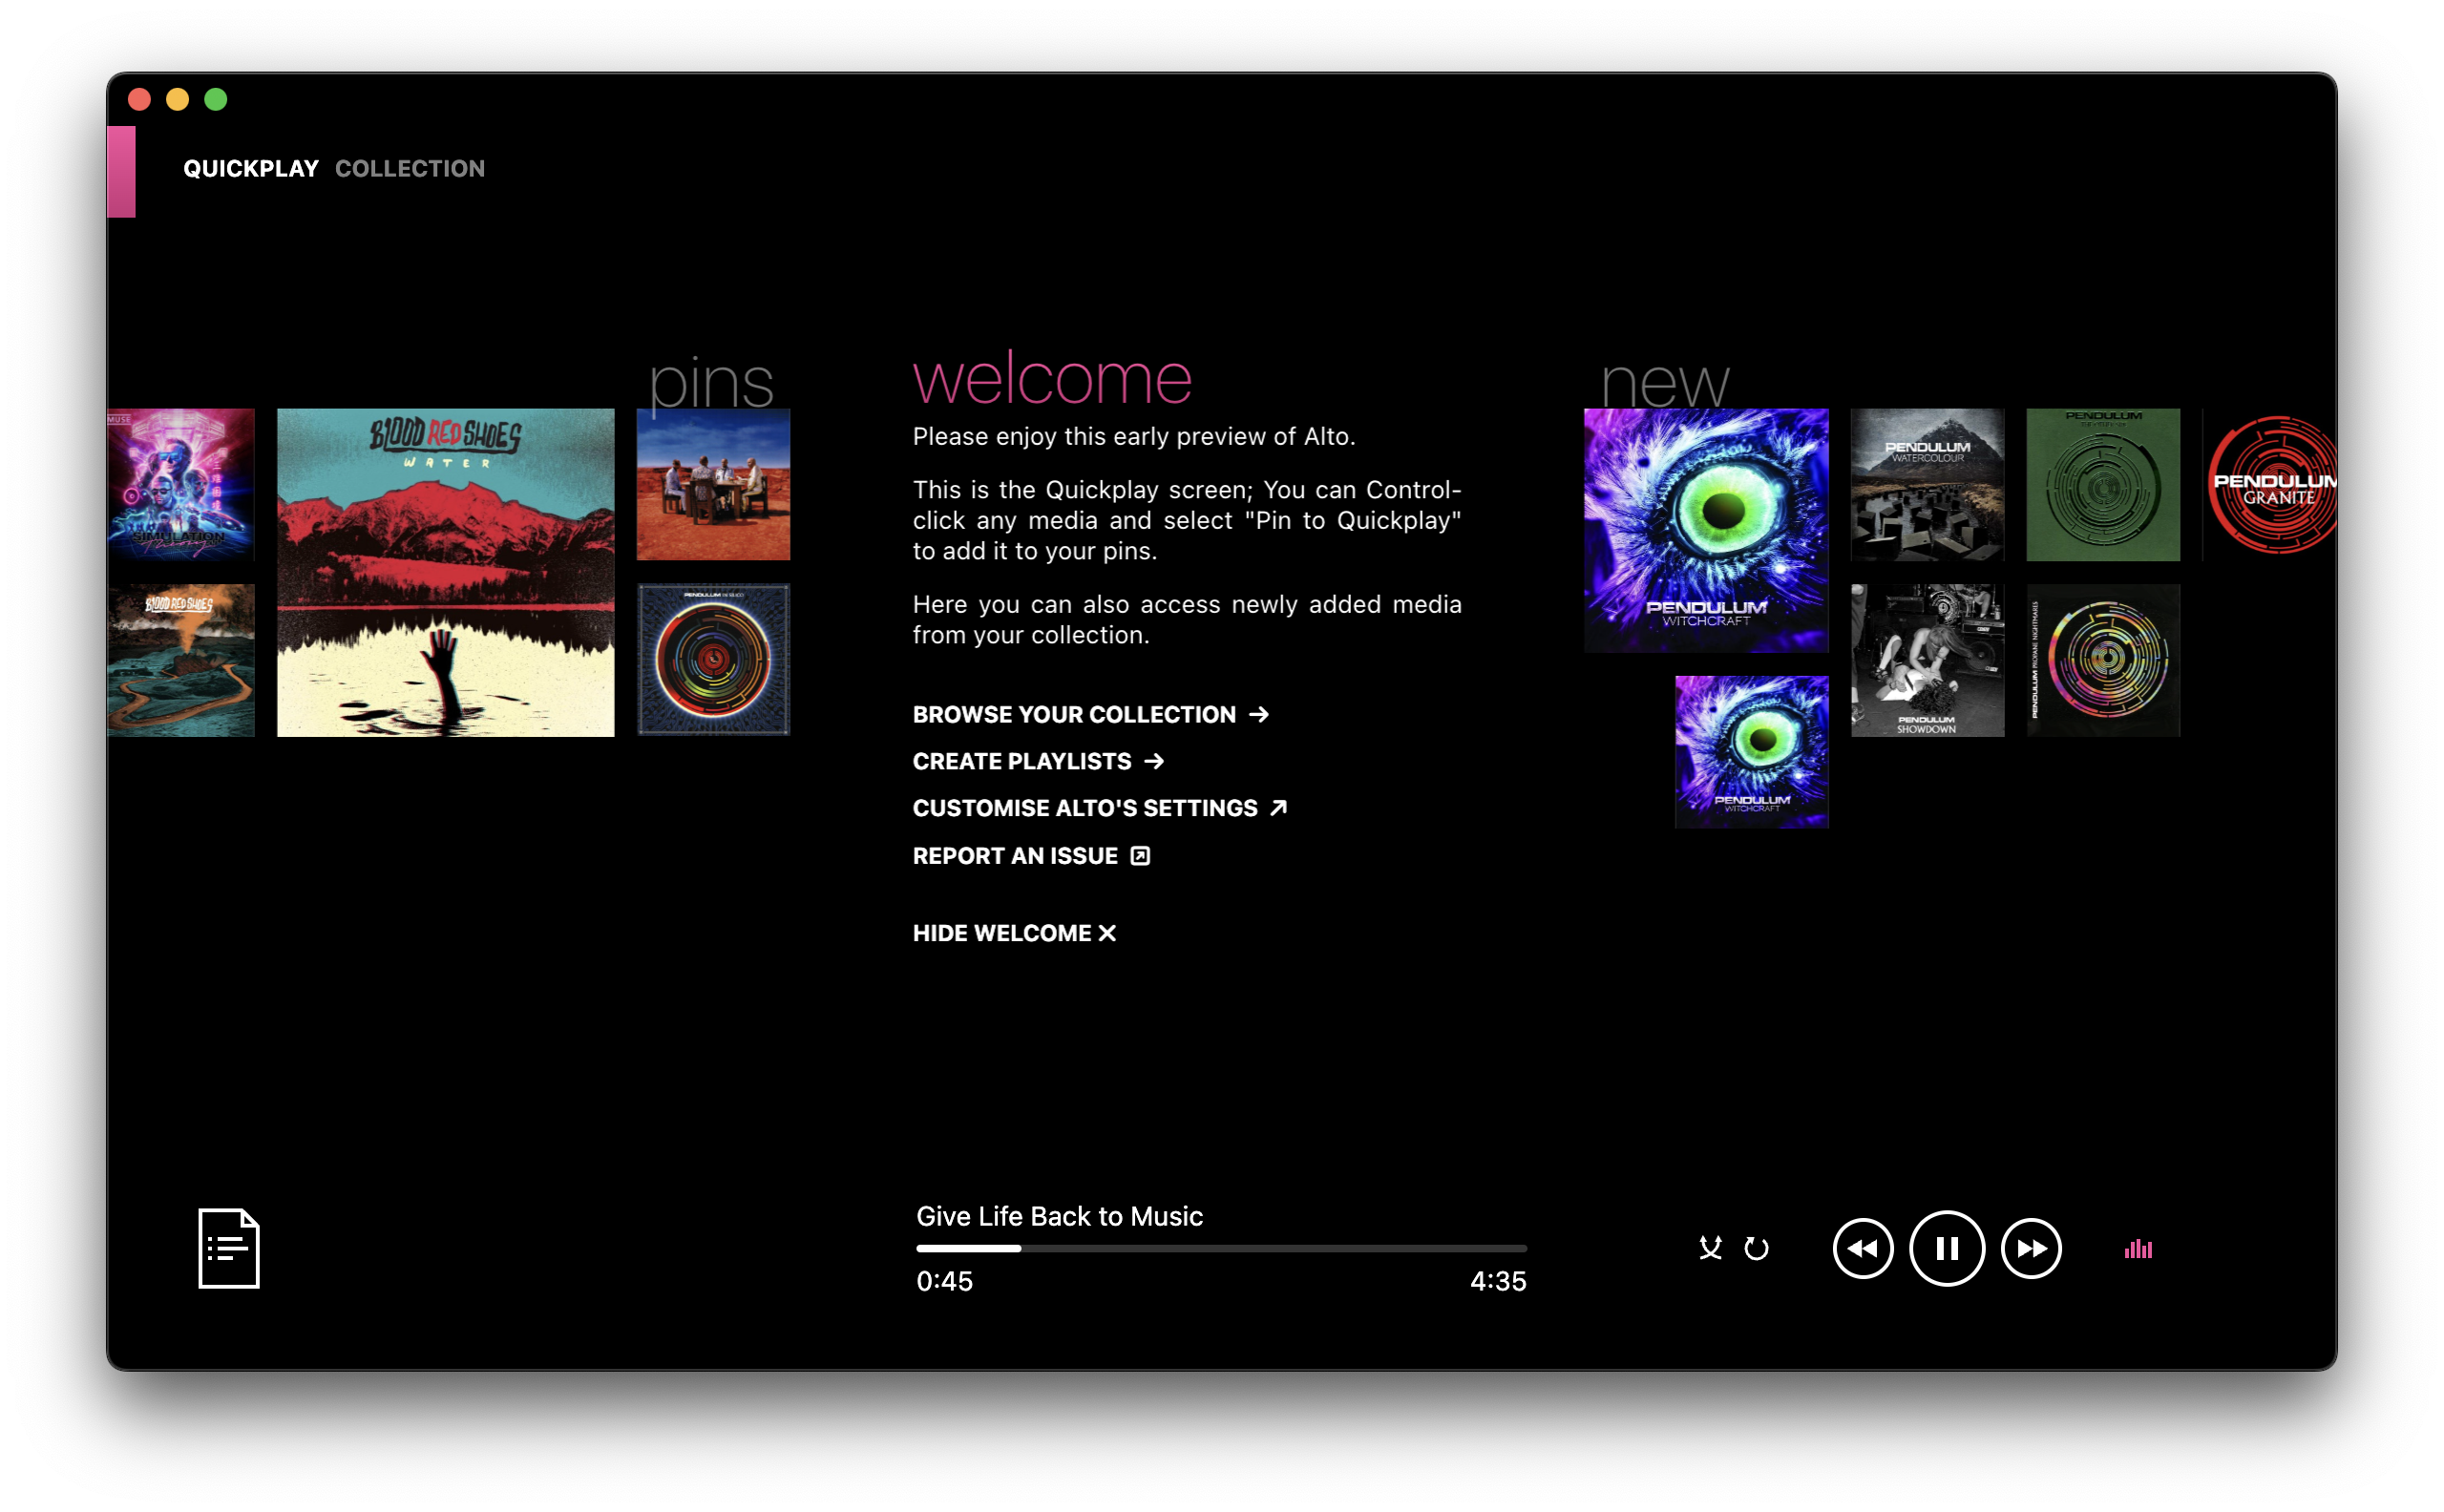 QUICKPLAY COLLECTION
pins
MUSE
SIMULATION
Theory
BLOOD RED SHOES
WATER
BLOOD RED SHOES
PENDULUM
welcome
Please enjoy this early preview of Alto.
This is the Quickplay screen; You can Control-
click any media and select "Pin to Quickplay"
to add it to your pins.
Here you can also access newly added media
from your collection.
BROWSE YOUR COLLECTION →
CREATE PLAYLISTS →
CUSTOMISE ALTO'S SETTINGS ↗
REPORT AN ISSUE
HIDE WELCOME ✕
new
PENDULUM
WITCHCRAFT
PENDULUM
WATERCOLOUR
PENDULUM
PENDULUM
GRANITE
PENDULUM
WITCHCRAFT
PENDULUM
SHOWDOWN
PENDULUM PROPANE NIGHTMARES
Give Life Back to Music
0:45
4:35